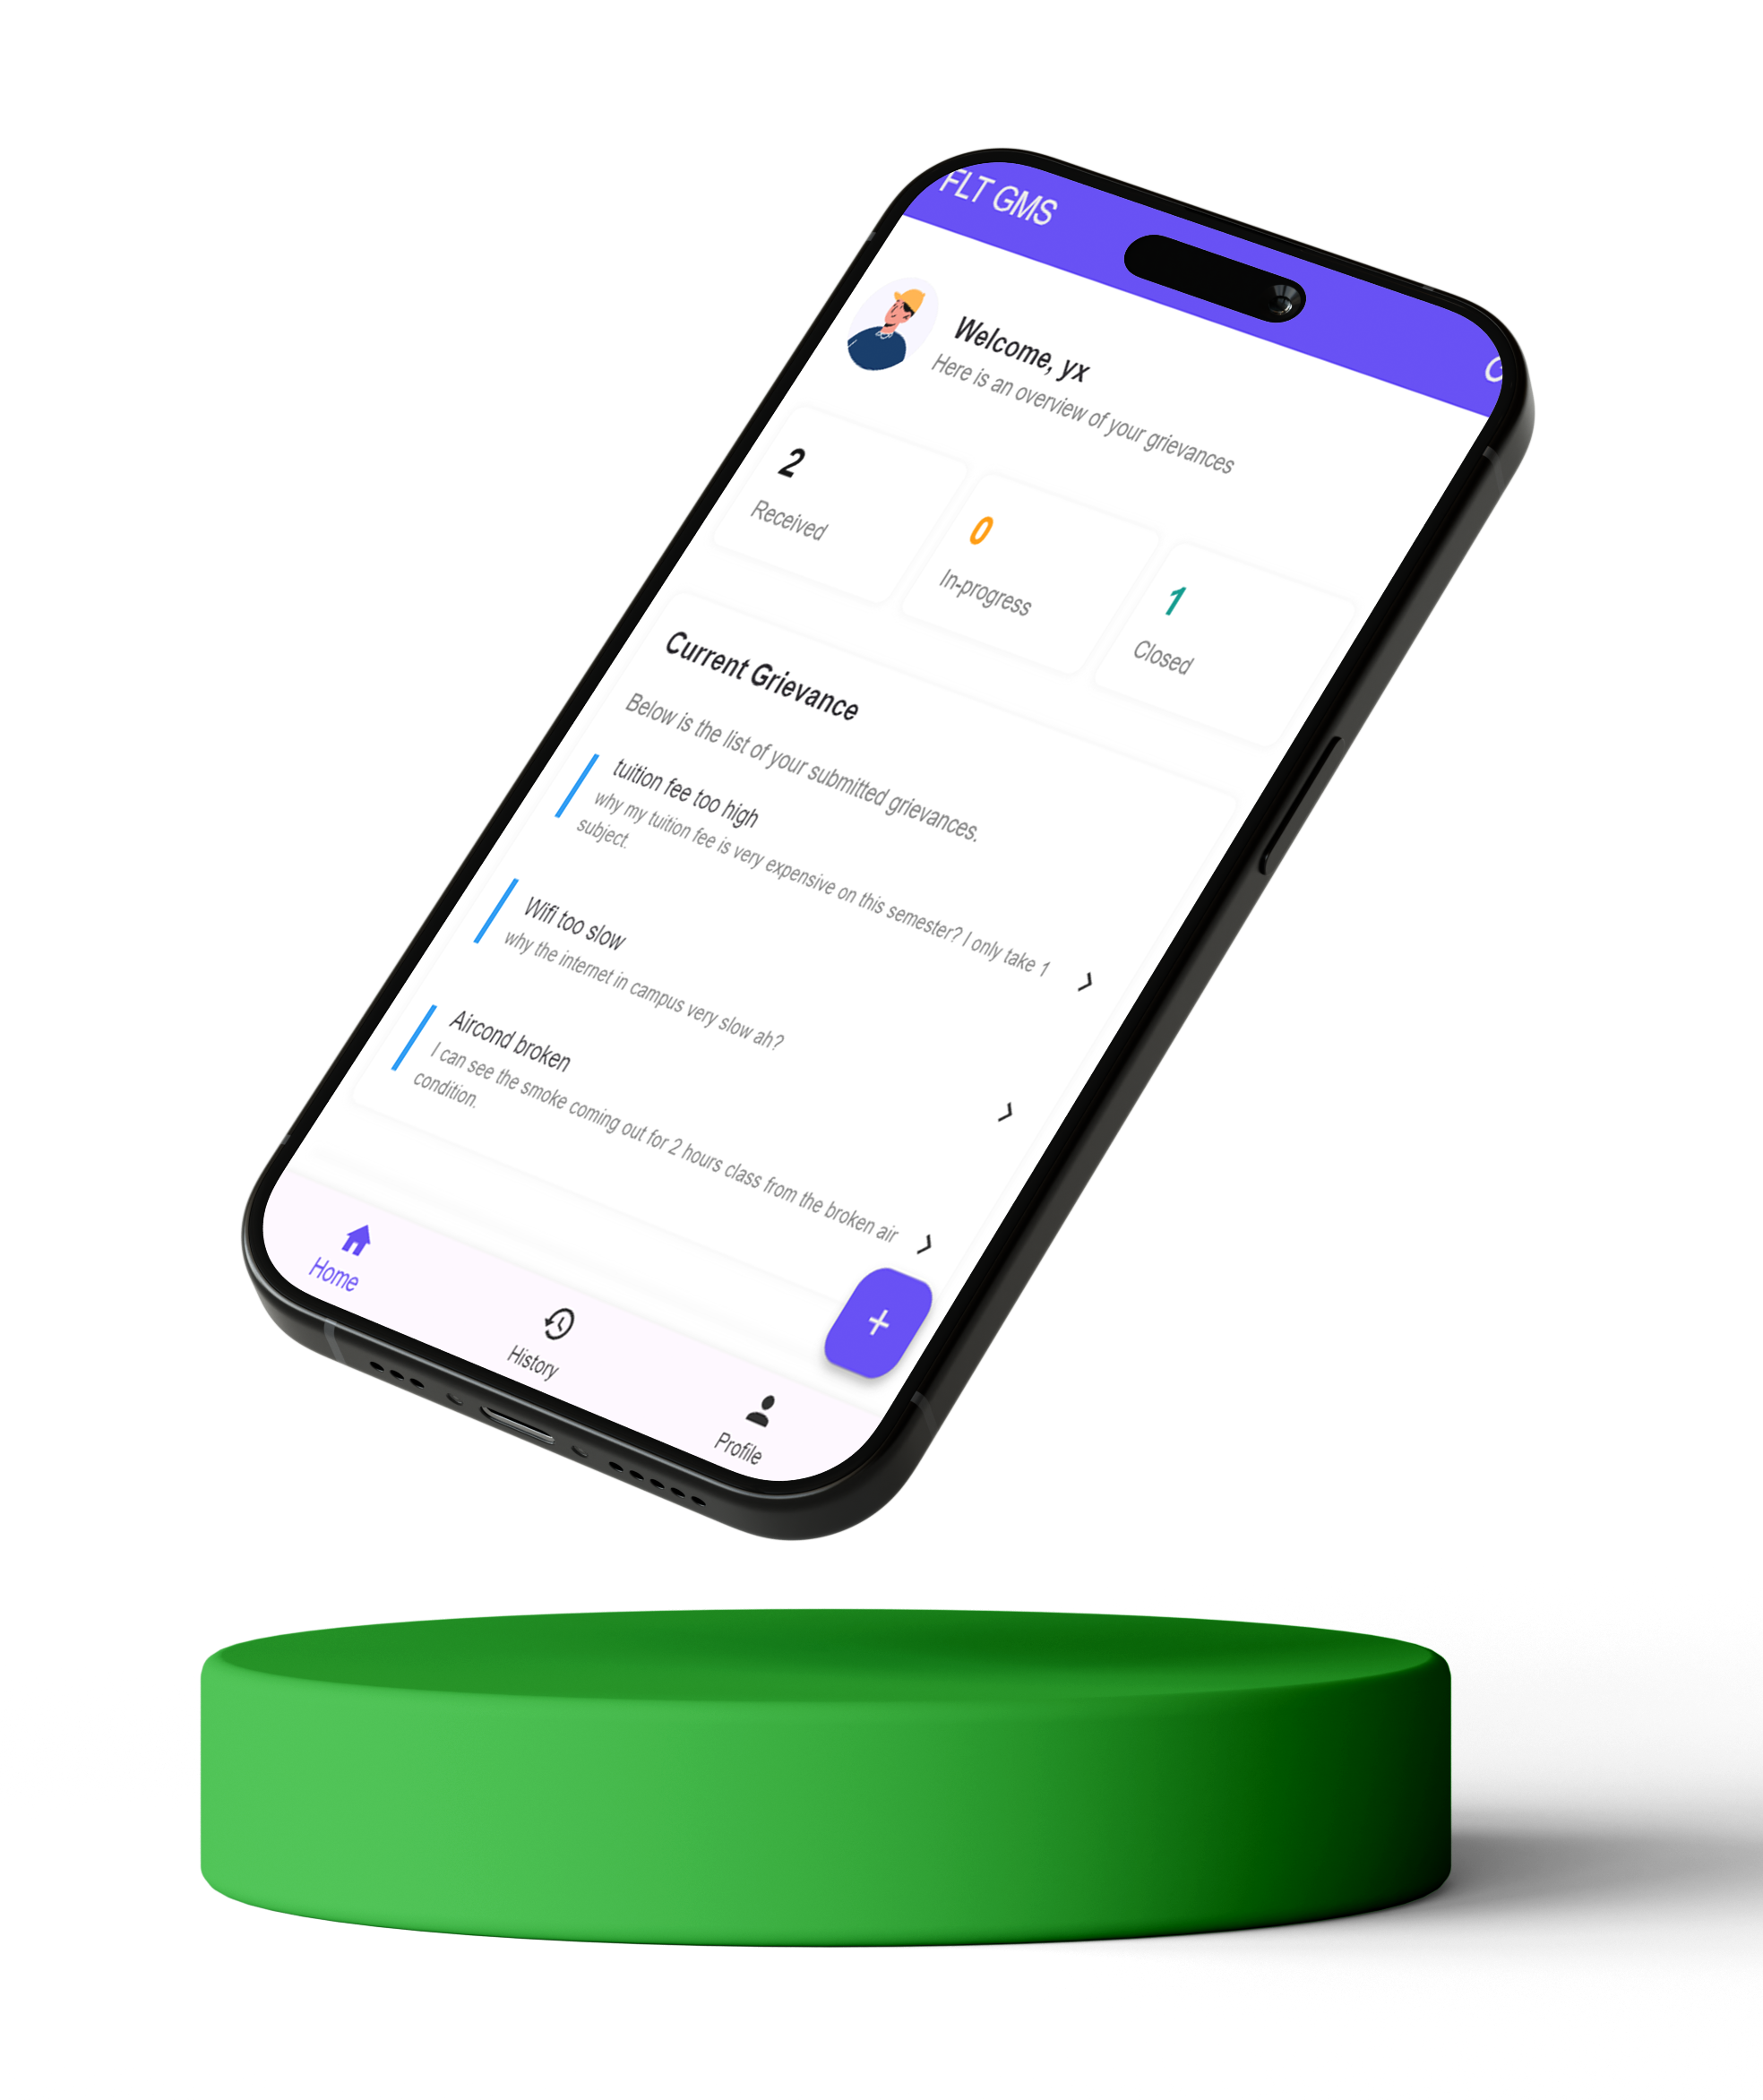 FLT GMS
Welcome, yx
Here is an overview of your grievances
2
Received
0
In-progress
1
Closed
Current Grievance
Below is the list of your submitted grievances.
tuition fee too high
why my tuition fee is very expensive on this semester? I only take 1
subject.
Wifi too slow
why the internet in campus very slow ah?
Aircond broken
I can see the smoke coming out for 2 hours class from the broken air
condition.
+
Home
History
Profile